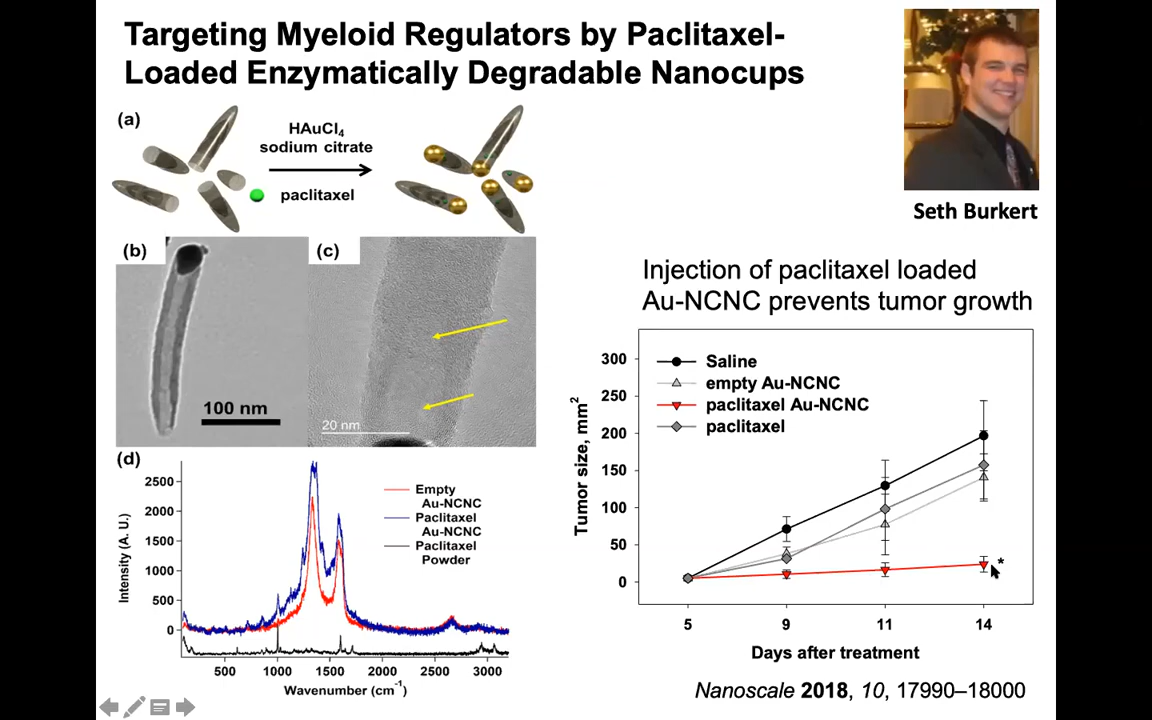 Targeting Myeloid Regulators by Paclitaxel-
Loaded Enzymatically Degradable Nanocups
(a)
HAuCl4
sodium citrate
paclitaxel
Seth Burkert
(b)
100 nm
(c)
20 nm
(d)
Intensity (A. U.)
2500
2000
1500
1000
500
0
Empty
Au-NCNC
Paclitaxel
Au-NCNC
Paclitaxel
Powder
500
1000
1500
2000
2500
3000
Wavenumber (cm⁻¹)
Injection of paclitaxel loaded
Au-NCNC prevents tumor growth
Tumor size, mm²
300
250
200
150
100
50
0
Saline
empty Au-NCNC
paclitaxel Au-NCNC
paclitaxel
*
5
9
11
14
Days after treatment
Nanoscale 2018, 10, 17990–18000